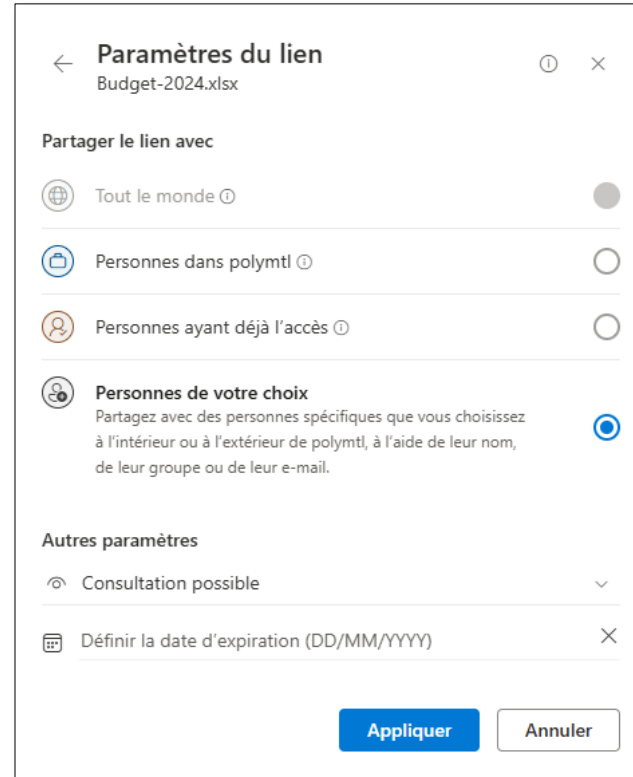 Paramètres du lien
Budget-2024.xlsx
Partager le lien avec
Tout le monde
Personnes dans polymtl
Personnes ayant déjà l’accès
Personnes de votre choix
Partagez avec des personnes spécifiques que vous choisissez
à l’intérieur ou à l’extérieur de polymtl, à l’aide de leur nom,
de leur groupe ou de leur e-mail.
Autres paramètres
Consultation possible
Définir la date d’expiration (DD/MM/YYYY)
Appliquer
Annuler